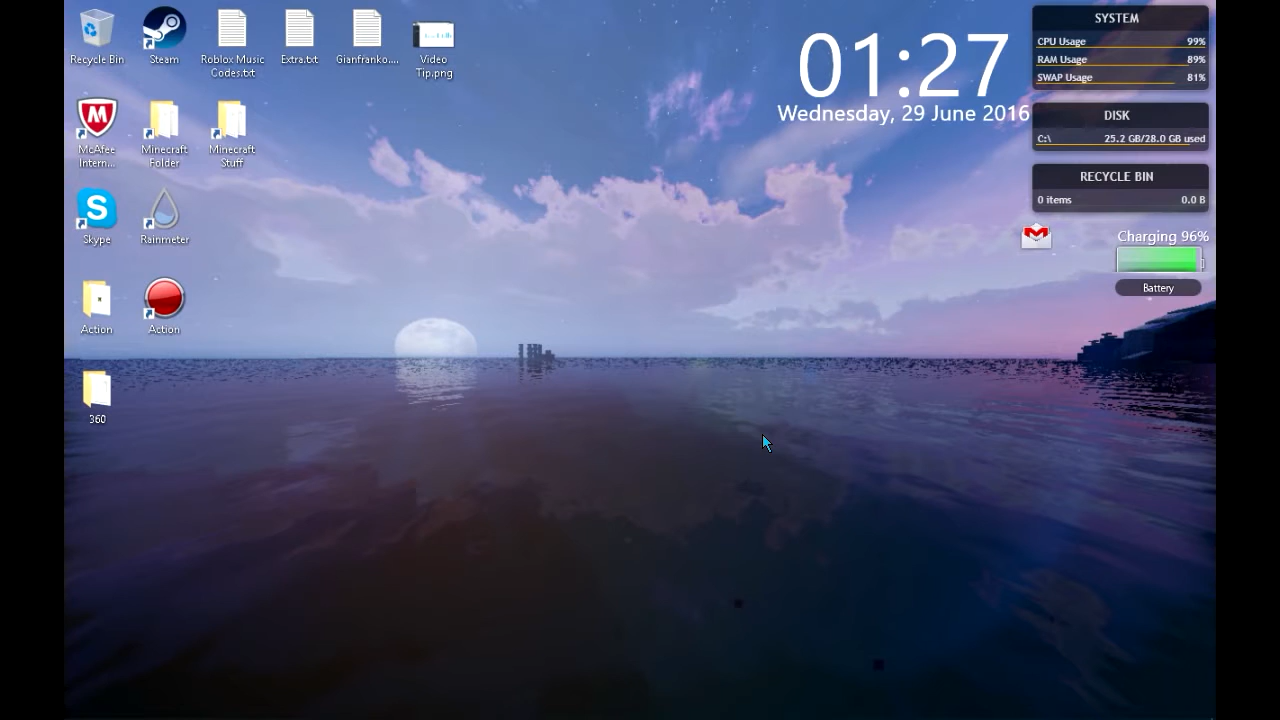 Recycle Bin
Steam
Roblox Music
Codes.txt
Extra.txt
Gianfranko....
Video
Tip.png
McAfee
Intern...
Minecraft
Folder
Minecraft
Stuff
Skype
Rainmeter
Action
Action
360
01:27
Wednesday, 29 June 2016
SYSTEM
CPU Usage 99%
RAM Usage 89%
SWAP Usage 81%
DISK
C:\ 25.2 GB/28.0 GB used
RECYCLE BIN
0 items 0.0 B
Charging 96%
Battery